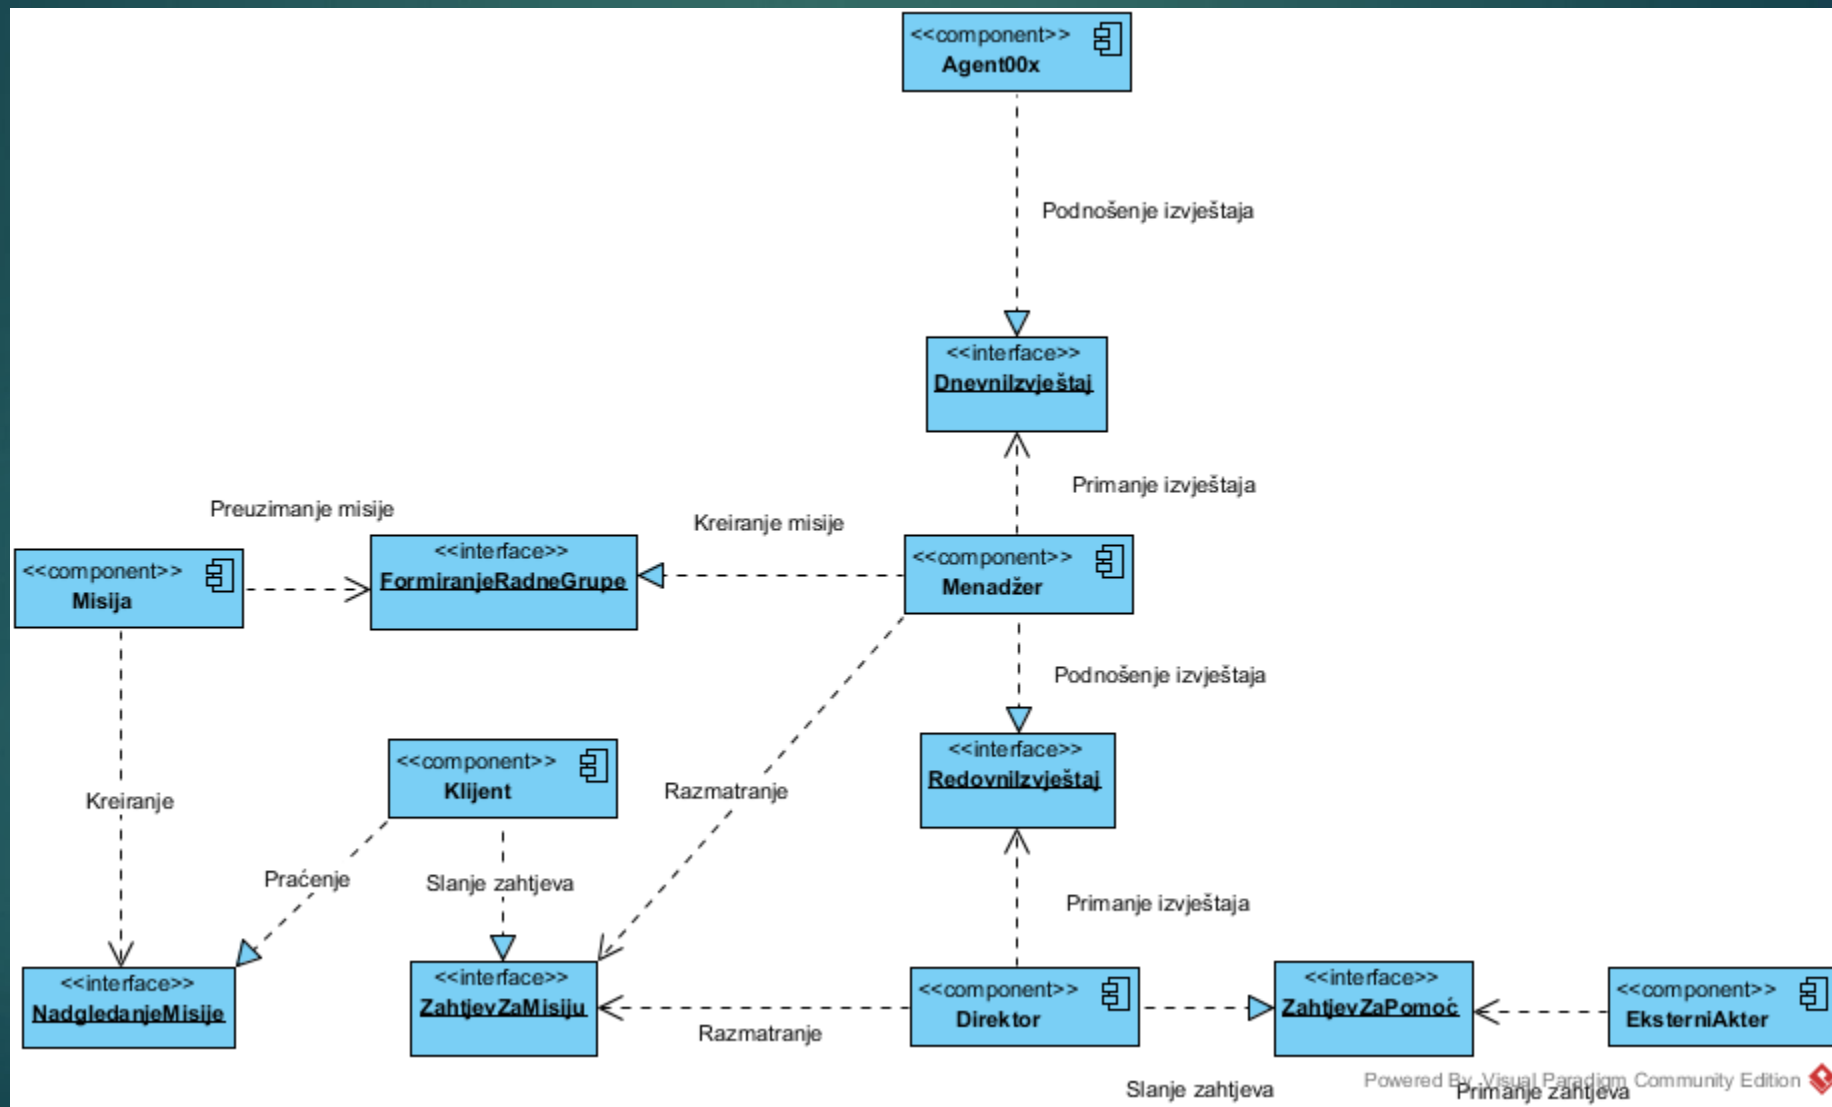 <<component>>
Agent00x
Podnošenje izvještaja
<<interface>>
DnevniIzvještaj
Primanje izvještaja
Preuzimanje misije
Kreiranje misije
<<component>>
Misija
<<interface>>
FormiranjeRadneGrupe
<<component>>
Menadžer
Podnošenje izvještaja
<<component>>
Klijent
<<interface>>
RedovniIzvještaj
Kreiranje
Razmatranje
Praćenje
Slanje zahtjeva
Primanje izvještaja
<<interface>>
NadgledanjeMisije
<<interface>>
ZahtjevZaMisiju
<<component>>
Direktor
<<interface>>
ZahtjevZaPomoć
<<component>>
EksterniAkter
Razmatranje
Slanje zahtjeva
Powered By Visual Paradigm Community Edition
Primanje zahtjeva